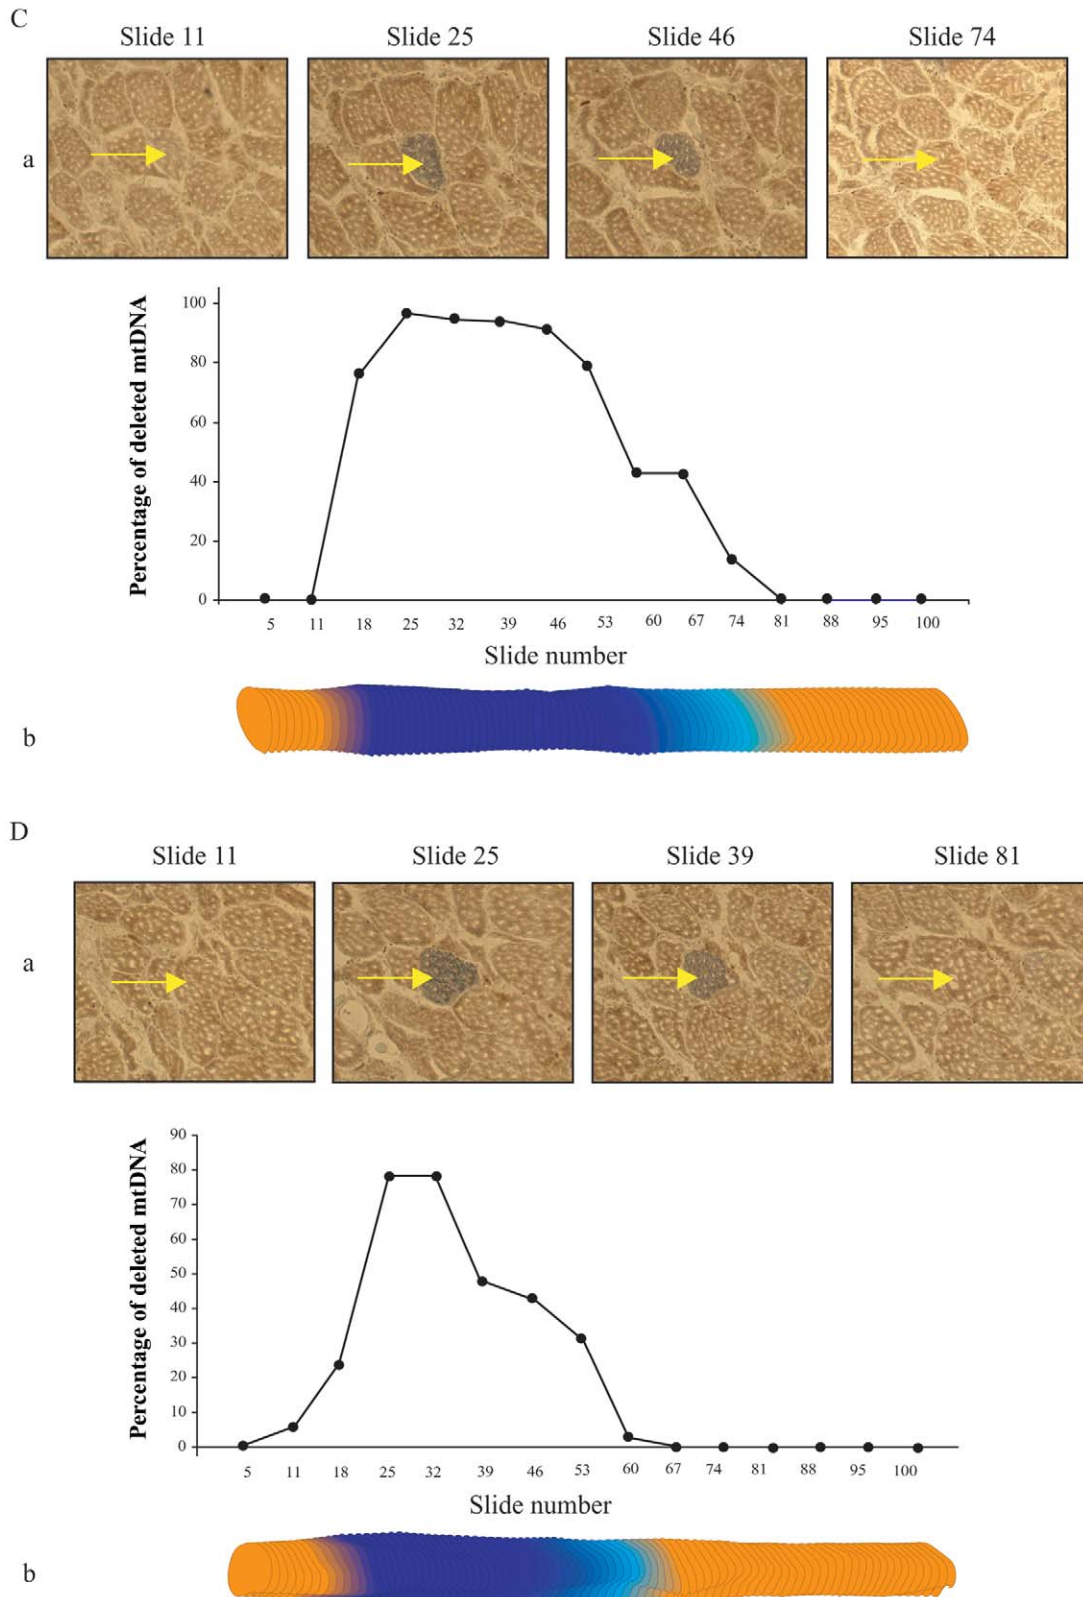 C
Slide 11 Slide 25 Slide 46 Slide 74
a
Percentage of deleted mtDNA
100
80
60
40
20
0
5 11 18 25 32 39 46 53 60 67 74 81 88 95 100
Slide number
b
D
Slide 11 Slide 25 Slide 39 Slide 81
a
Percentage of deleted mtDNA
90
80
70
60
50
40
30
20
10
0
5 11 18 25 32 39 46 53 60 67 74 81 88 95 100
Slide number
b